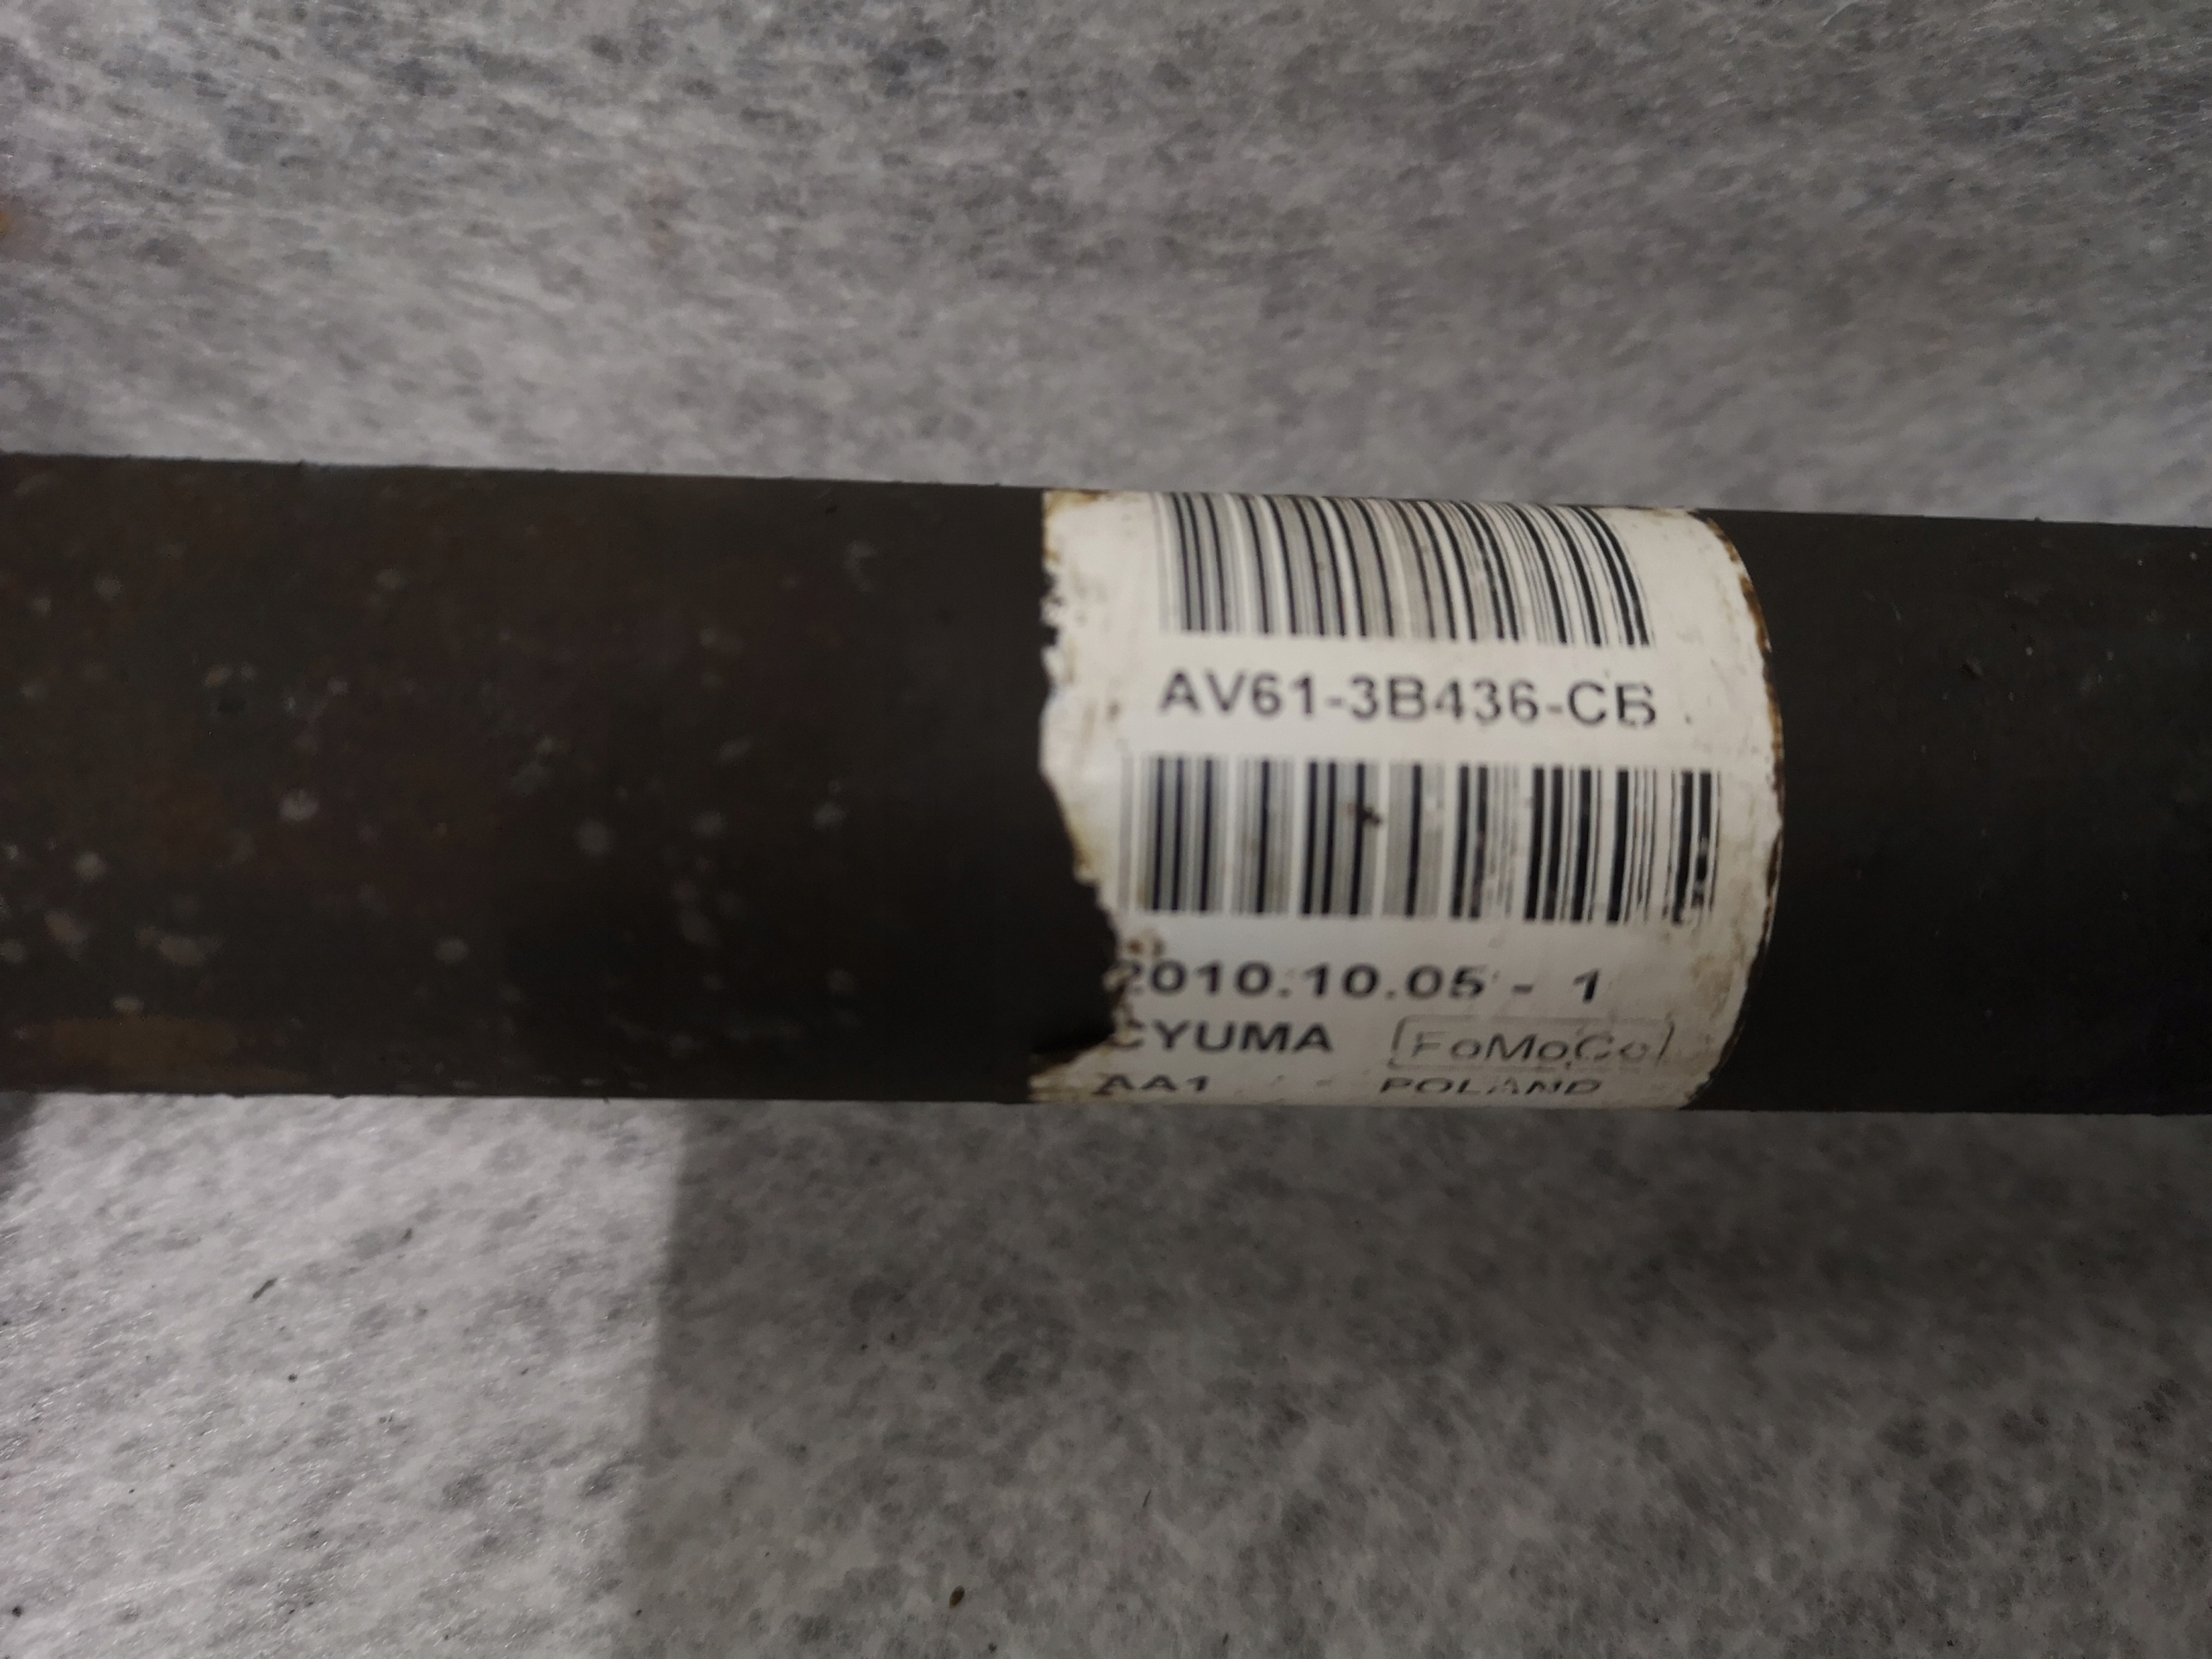 AV61-3B436-CB
2010.10.05 - 1
CYUMA FoMoCo
AA1 POLAND